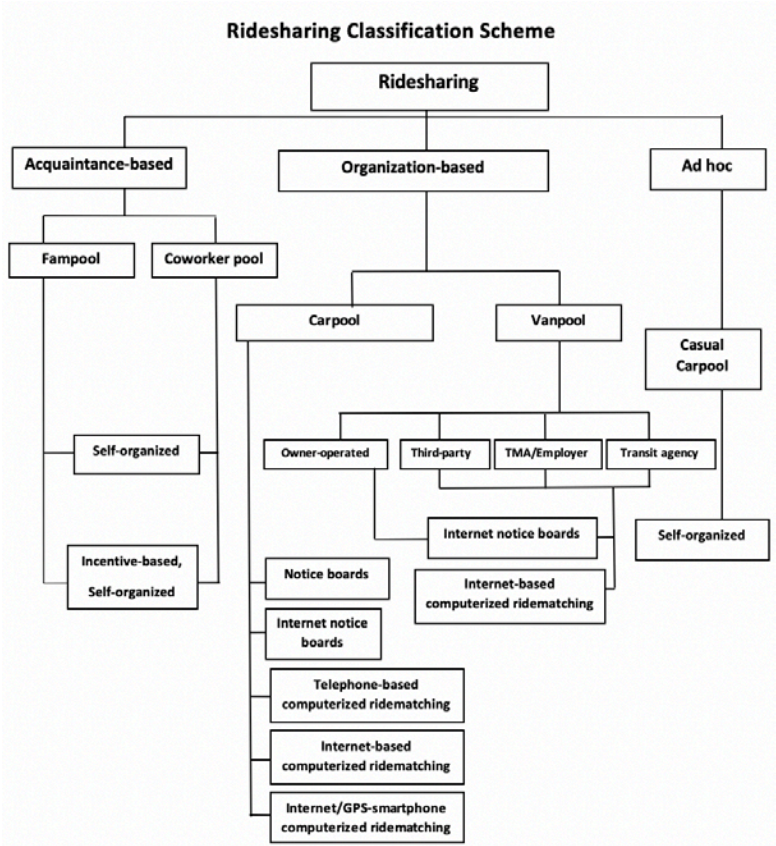 Ridesharing Classification Scheme
Ridesharing
Acquaintance-based
Organization-based
Ad hoc
Fampool
Coworker pool
Carpool
Vanpool
Casual
Carpool
Self-organized
Owner-operated
Third-party
TMA/Employer
Transit agency
Internet notice boards
Self-organized
Incentive-based,
Self-organized
Notice boards
Internet-based
computerized ridematching
Internet notice
boards
Telephone-based
computerized ridematching
Internet-based
computerized ridematching
Internet/GPS-smartphone
computerized ridematching